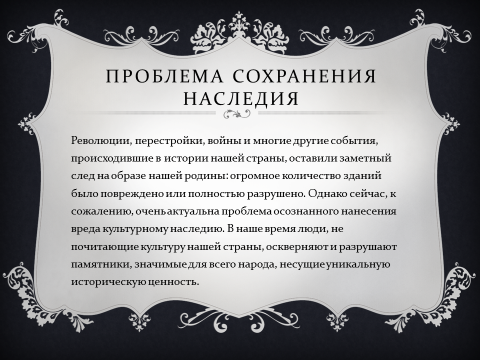 ПРОБЛЕМА СОХРАНЕНИЯ
НАСЛЕДИЯ
Революции, перестройки, войны и многие другие события,
происходившие в истории нашей страны, оставили заметный
след на образе нашей родины: огромное количество зданий
было повреждено или полностью разрушено. Однако сейчас, к
сожалению, очень актуальна проблема осознанного нанесения
вреда культурному наследию. В наше время люди, не
почитающие культуру нашей страны, оскверняют и разрушают
памятники, значимые для всего народа, несущие уникальную
историческую ценность.